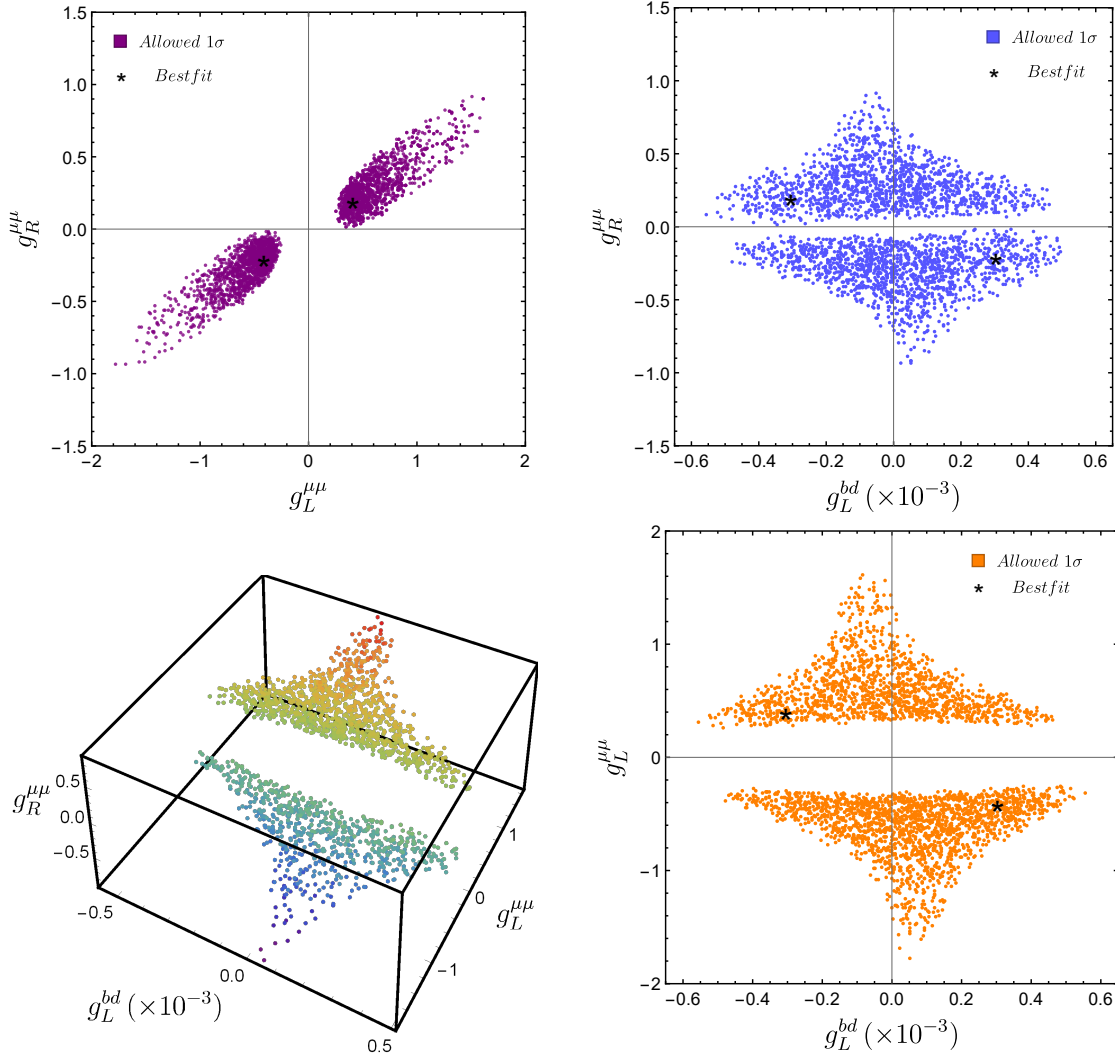 1.5
1.0
0.5
0.0
−0.5
−1.0
−1.5
g_R^{μμ}
Allowed 1σ
* Bestfit
−2 −1 0 1 2
g_L^{μμ}
1.5
1.0
0.5
0.0
−0.5
−1.0
−1.5
g_R^{μμ}
Allowed 1σ
* Bestfit
−0.6 −0.4 −0.2 0.0 0.2 0.4 0.6
g_L^{bd} (×10^{−3})
g_R^{μμ}
0.5
0.0
−0.5
−0.5
0.0
0.5
g_L^{bd} (×10^{−3})
1
0
−1
g_L^{μμ}
2
1
0
−1
−2
g_L^{μμ}
Allowed 1σ
* Bestfit
−0.6 −0.4 −0.2 0.0 0.2 0.4 0.6
g_L^{bd} (×10^{−3})